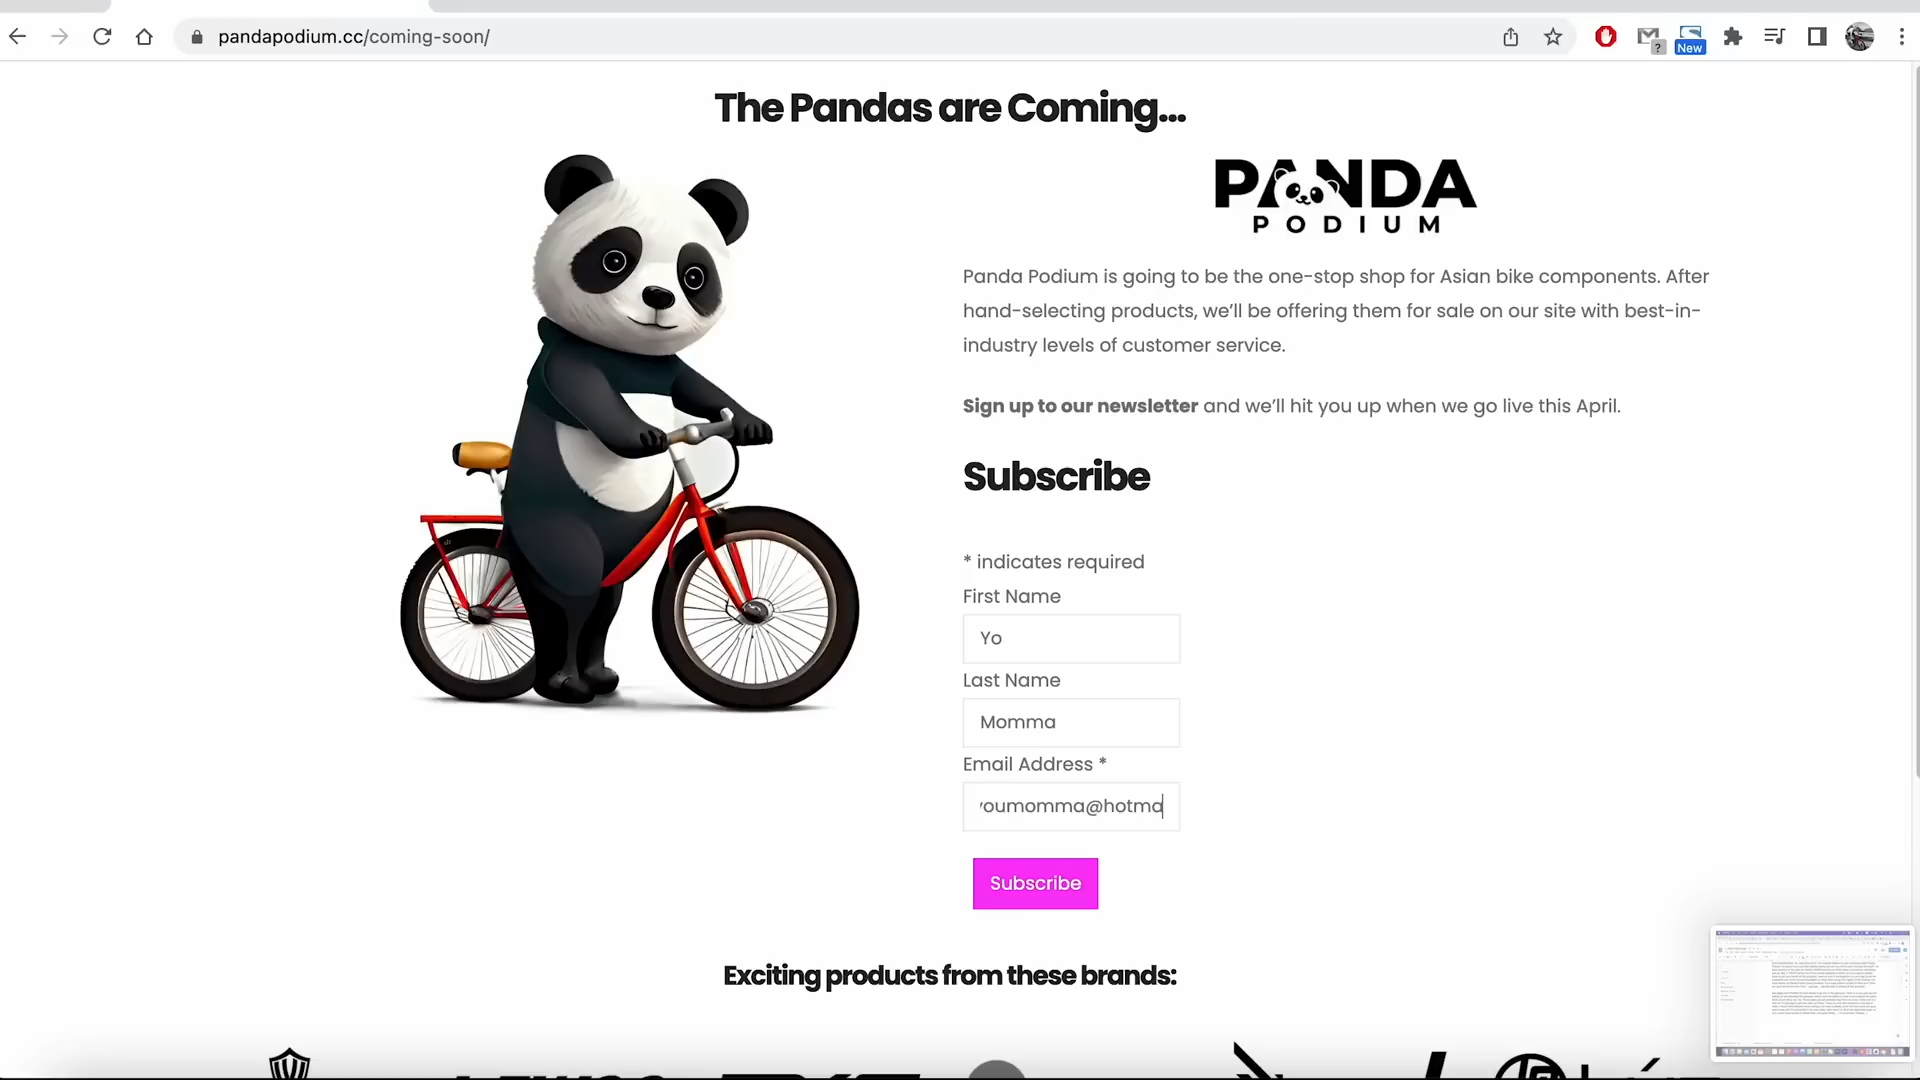 pandapodium.cc/coming-soon/
New
The Pandas are Coming...
PANDA
PODIUM
Panda Podium is going to be the one-stop shop for Asian bike components. After
hand-selecting products, we’ll be offering them for sale on our site with best-in-
industry levels of customer service.
Sign up to our newsletter and we’ll hit you up when we go live this April.
Subscribe
* indicates required
First Name
Yo
Last Name
Momma
Email Address *
youmomma@hotma
Subscribe
Exciting products from these brands: